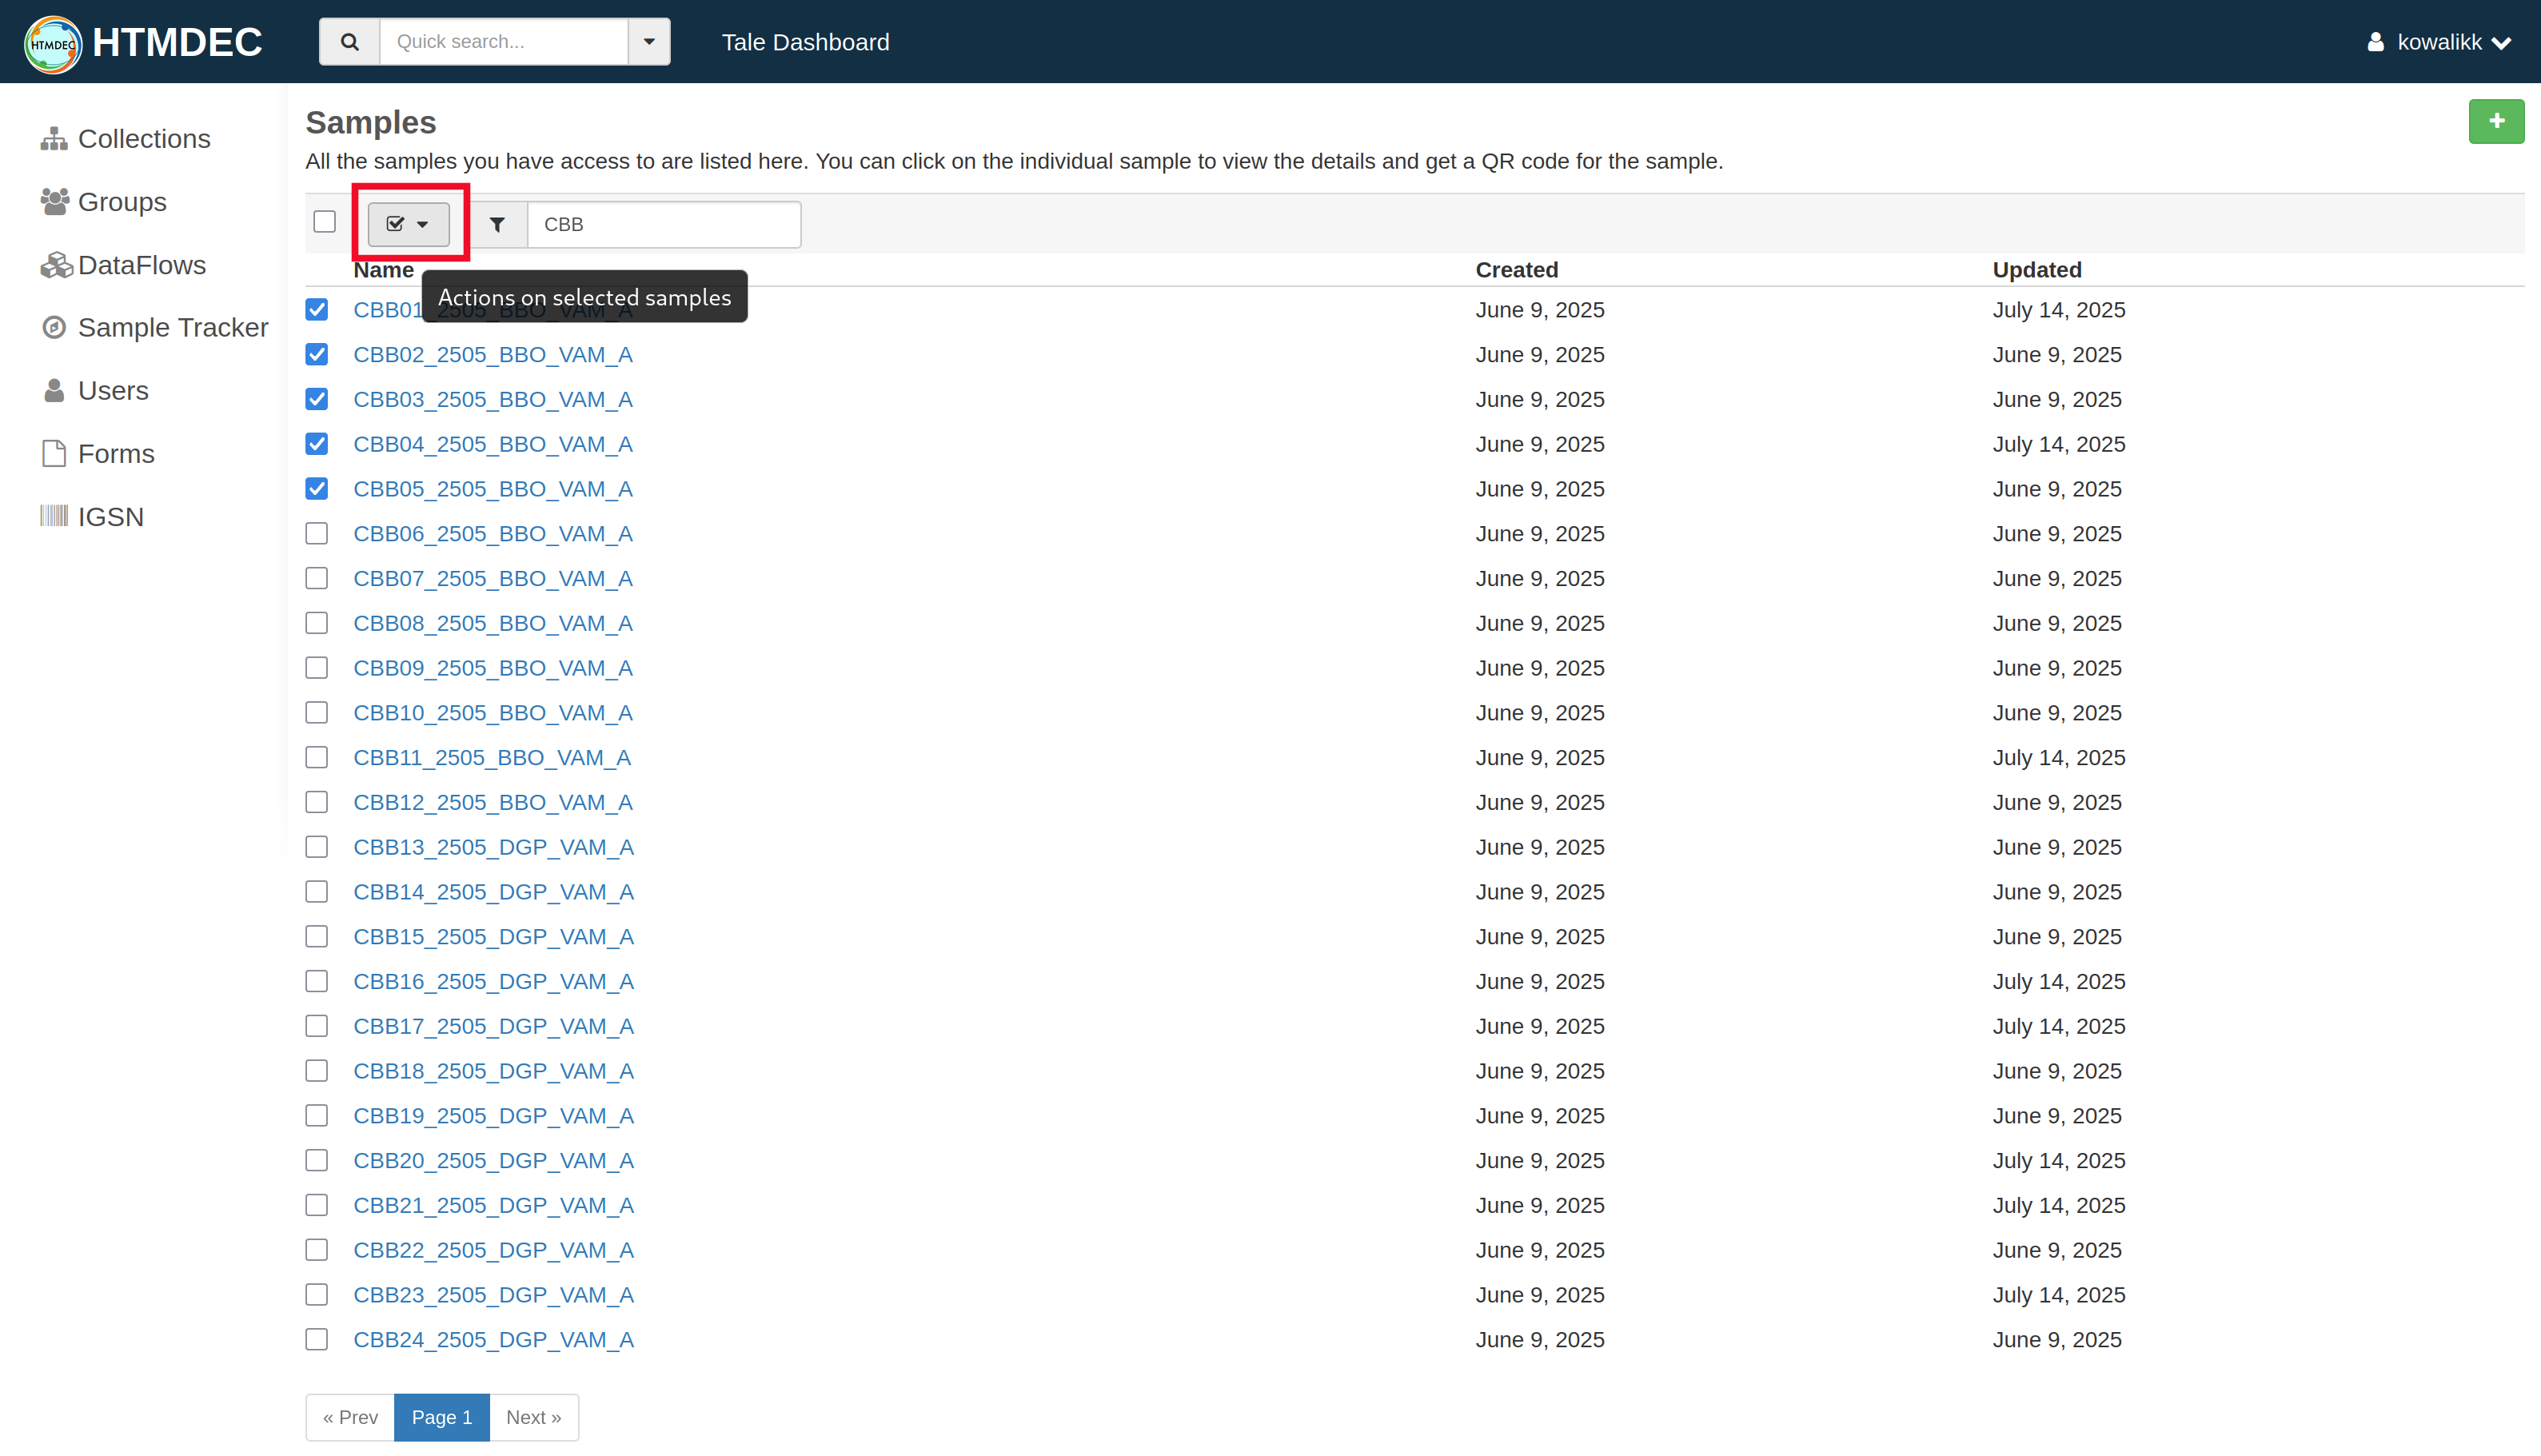 HTMDEC HTMDEC Quick search... Tale Dashboard kowalikk
Collections
Groups
DataFlows
Sample Tracker
Users
Forms
IGSN
Samples
All the samples you have access to are listed here. You can click on the individual sample to view the details and get a QR code for the sample.
CBB
Name Created Updated
Actions on selected samples
CBB01_2505_BBO_VAM_A June 9, 2025 July 14, 2025
CBB02_2505_BBO_VAM_A June 9, 2025 June 9, 2025
CBB03_2505_BBO_VAM_A June 9, 2025 June 9, 2025
CBB04_2505_BBO_VAM_A June 9, 2025 July 14, 2025
CBB05_2505_BBO_VAM_A June 9, 2025 June 9, 2025
CBB06_2505_BBO_VAM_A June 9, 2025 June 9, 2025
CBB07_2505_BBO_VAM_A June 9, 2025 June 9, 2025
CBB08_2505_BBO_VAM_A June 9, 2025 June 9, 2025
CBB09_2505_BBO_VAM_A June 9, 2025 June 9, 2025
CBB10_2505_BBO_VAM_A June 9, 2025 June 9, 2025
CBB11_2505_BBO_VAM_A June 9, 2025 July 14, 2025
CBB12_2505_BBO_VAM_A June 9, 2025 June 9, 2025
CBB13_2505_DGP_VAM_A June 9, 2025 June 9, 2025
CBB14_2505_DGP_VAM_A June 9, 2025 June 9, 2025
CBB15_2505_DGP_VAM_A June 9, 2025 June 9, 2025
CBB16_2505_DGP_VAM_A June 9, 2025 July 14, 2025
CBB17_2505_DGP_VAM_A June 9, 2025 July 14, 2025
CBB18_2505_DGP_VAM_A June 9, 2025 June 9, 2025
CBB19_2505_DGP_VAM_A June 9, 2025 June 9, 2025
CBB20_2505_DGP_VAM_A June 9, 2025 July 14, 2025
CBB21_2505_DGP_VAM_A June 9, 2025 July 14, 2025
CBB22_2505_DGP_VAM_A June 9, 2025 June 9, 2025
CBB23_2505_DGP_VAM_A June 9, 2025 July 14, 2025
CBB24_2505_DGP_VAM_A June 9, 2025 June 9, 2025
« Prev Page 1 Next »